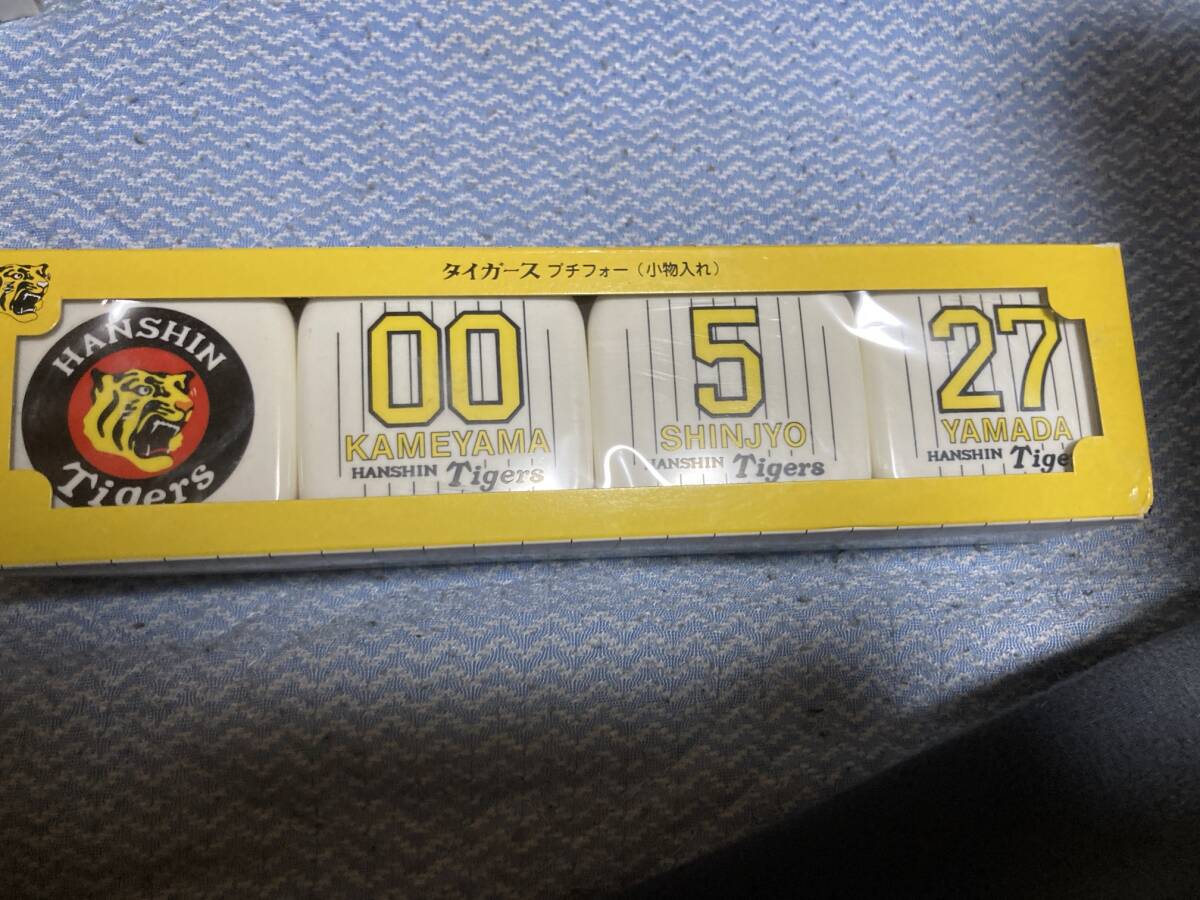 タイガース プチフォー（小物入れ）
HANSHIN
Tigers
00
KAMEYAMA
HANSHIN Tigers
5
SHINJYO
HANSHIN Tigers
27
YAMADA
HANSHIN Tige